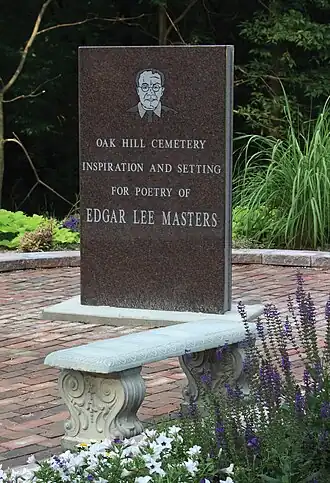 OAK HILL CEMETERY
INSPIRATION AND SETTING
FOR POETRY OF
EDGAR LEE MASTERS